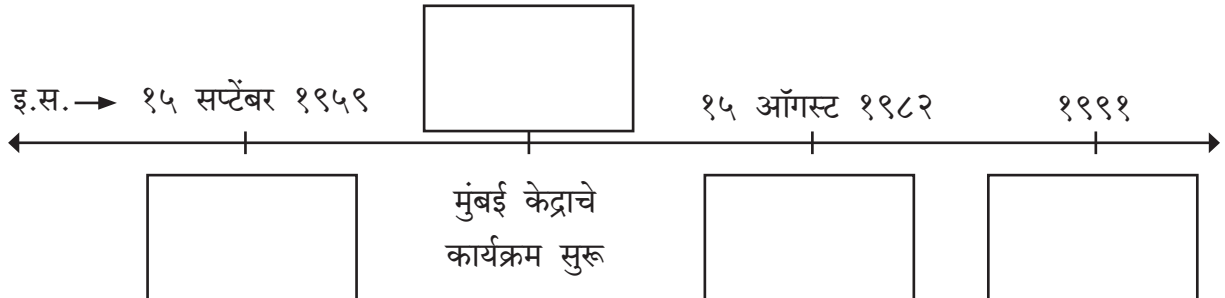 इ.स.→ १५ सप्टेंबर १९५९ १५ ऑगस्ट १९८२ १९९१
मुंबई केद्राचे
कार्यक्रम सुरू